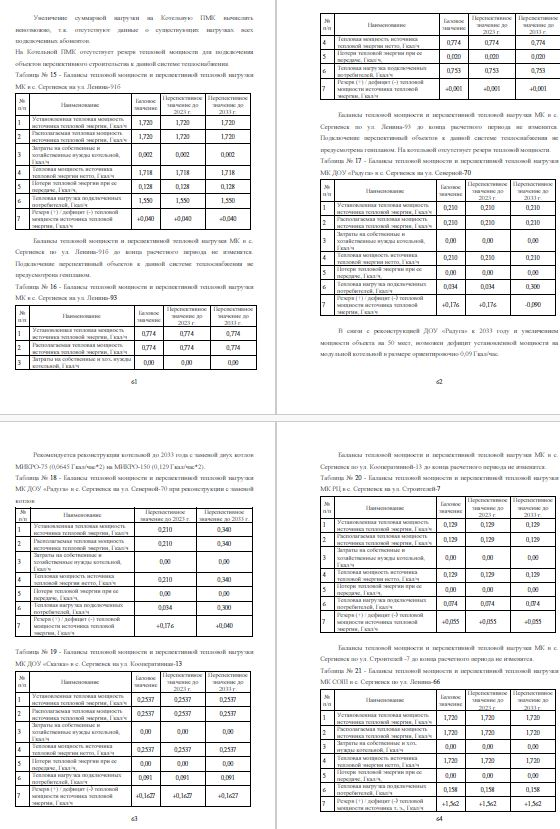 Увеличение суммарной нагрузки на Котельную ПМК вычислить
невозможно, т.к. отсутствуют данные о существующих нагрузках всех
подключенных абонентов.
На Котельной ПМК отсутствует резерв тепловой мощности для подключения
объектов перспективного строительства к данной системе теплоснабжения.
Таблица № 15 - Балансы тепловой мощности и перспективной тепловой нагрузки
МК в с. Сергиевск на ул. Ленина-91б
№ п/п Наименование Базовое значение Перспективное значение до 2023 г. Перспективное значение до 2033 г.
1 Установленная тепловая мощность источника тепловой энергии, Гкал/ч 1,720 1,720 1,720
2 Располагаемая тепловая мощность источника тепловой энергии, Гкал/ч 1,720 1,720 1,720
3 Затраты на собственные и хозяйственные нужды котельной, Гкал/ч 0,002 0,002 0,002
4 Тепловая мощность источника тепловой энергии нетто, Гкал/ч 1,718 1,718 1,718
5 Потери тепловой энергии при ее передаче, Гкал/ч 0,128 0,128 0,128
6 Тепловая нагрузка подключенных потребителей, Гкал/ч 1,550 1,550 1,550
7 Резерв (+) / дефицит (-) тепловой мощности источника тепловой энергии, Гкал/ч +0,040 +0,040 +0,040
Балансы тепловой мощности и перспективной тепловой нагрузки МК в с.
Сергиевск по ул. Ленина-91б до конца расчетного периода не изменятся.
Подключение перспективный объектов к данной системе теплоснабжения не
предусмотрена генпланом.
Таблица № 16 - Балансы тепловой мощности и перспективной тепловой нагрузки
МК в с. Сергиевск на ул. Ленина-93
№ п/п Наименование Базовое значение Перспективное значение до 2023 г. Перспективное значение до 2033 г.
1 Установленная тепловая мощность источника тепловой энергии, Гкал/ч 0,774 0,774 0,774
2 Располагаемая тепловая мощность источника тепловой энергии, Гкал/ч 0,774 0,774 0,774
3 Затраты на собственные и хоз. нужды котельной, Гкал/ч 0,00 0,00 0,00
61
№ п/п Наименование Базовое значение Перспективное значение до 2023 г. Перспективное значение до 2033 г.
4 Тепловая мощность источника тепловой энергии нетто, Гкал/ч 0,774 0,774 0,774
5 Потери тепловой энергии при ее передаче, Гкал/ч 0,020 0,020 0,020
6 Тепловая нагрузка подключенных потребителей, Гкал/ч 0,753 0,753 0,753
7 Резерв (+) / дефицит (-) тепловой мощности источника тепловой энергии, Гкал/ч +0,001 +0,001 +0,001
Балансы тепловой мощности и перспективной тепловой нагрузки МК в с.
Сергиевск по ул. Ленина-93 до конца расчетного периода не изменятся.
Подключение перспективный объектов к данной системе теплоснабжения не
предусмотрена генпланом. На котельной отсутствует резерв тепловой мощности.
Таблица № 17 - Балансы тепловой мощности и перспективной тепловой нагрузки
МК ДОУ «Радуга» в с. Сергиевск на ул. Северной-70
№ п/п Наименование Базовое значение Перспективное значение до 2023 г. Перспективное значение до 2033 г.
1 Установленная тепловая мощность источника тепловой энергии, Гкал/ч 0,210 0,210 0,210
2 Располагаемая тепловая мощность источника тепловой энергии, Гкал/ч 0,210 0,210 0,210
3 Затраты на собственные и хозяйственные нужды котельной, Гкал/ч 0,00 0,00 0,00
4 Тепловая мощность источника тепловой энергии нетто, Гкал/ч 0,210 0,210 0,210
5 Потери тепловой энергии при ее передаче, Гкал/ч 0,00 0,00 0,00
6 Тепловая нагрузка подключенных потребителей, Гкал/ч 0,034 0,034 0,300
7 Резерв (+) / дефицит (-) тепловой мощности источника тепловой энергии, Гкал/ч +0,176 +0,176 -0,090
В связи с реконструкцией ДОУ «Радуга» к 2033 году и увеличением
мощности объекта на 50 мест, возможен дефицит установленной мощности на
модульной котельной в размере ориентировочно 0,09 Гкал/час.
62
Рекомендуется реконструкция котельной до 2033 года с заменой двух котлов
МИКРО-75 (0,0645 Гкал/час*2) на МИКРО-150 (0,129 Гкал/час*2).
Таблица № 18 - Балансы тепловой мощности и перспективной тепловой нагрузки
МК ДОУ «Радуга» в с. Сергиевск на ул. Северной-70 при реконструкции с заменой
котлов
№ п/п Наименование Перспективное значение до 2023 г. Перспективное значение до 2033 г.
1 Установленная тепловая мощность источника тепловой энергии, Гкал/ч 0,210 0,340
2 Располагаемая тепловая мощность источника тепловой энергии, Гкал/ч 0,210 0,340
3 Затраты на собственные и хозяйственные нужды котельной, Гкал/ч 0,00 0,00
4 Тепловая мощность источника тепловой энергии нетто, Гкал/ч 0,210 0,340
5 Потери тепловой энергии при ее передаче, Гкал/ч 0,00 0,00
6 Тепловая нагрузка подключенных потребителей, Гкал/ч 0,034 0,300
7 Резерв (+) / дефицит (-) тепловой мощности источника тепловой энергии, Гкал/ч +0,176 +0,040
Таблица № 19 - Балансы тепловой мощности и перспективной тепловой нагрузки
МК ДОУ «Сказка» в с. Сергиевск на ул. Кооперативная-13
№ п/п Наименование Базовое значение Перспективное значение до 2023 г. Перспективное значение до 2033 г.
1 Установленная тепловая мощность источника тепловой энергии, Гкал/ч 0,2537 0,2537 0,2537
2 Располагаемая тепловая мощность источника тепловой энергии, Гкал/ч 0,2537 0,2537 0,2537
3 Затраты на собственные и хозяйственные нужды котельной, Гкал/ч 0,00 0,00 0,00
4 Тепловая мощность источника тепловой энергии нетто, Гкал/ч 0,2537 0,2537 0,2537
5 Потери тепловой энергии при ее передаче, Гкал/ч 0,00 0,00 0,00
6 Тепловая нагрузка подключенных потребителей, Гкал/ч 0,091 0,091 0,091
7 Резерв (+) / дефицит (-) тепловой мощности источника тепловой энергии, Гкал/ч +0,1627 +0,1627 +0,1627
63
Балансы тепловой мощности и перспективной тепловой нагрузки МК в с.
Сергиевск по ул. Кооперативной-13 до конца расчетного периода не изменятся.
Таблица № 20 - Балансы тепловой мощности и перспективной тепловой нагрузки
МК РЦ в с. Сергиевск на ул. Строителей-7
№ п/п Наименование Базовое значение Перспективное значение до 2023 г. Перспективное значение до 2033 г.
1 Установленная тепловая мощность источника тепловой энергии, Гкал/ч 0,129 0,129 0,129
2 Располагаемая тепловая мощность источника тепловой энергии, Гкал/ч 0,129 0,129 0,129
3 Затраты на собственные и хозяйственные нужды котельной, Гкал/ч 0,00 0,00 0,00
4 Тепловая мощность источника тепловой энергии нетто, Гкал/ч 0,129 0,129 0,129
5 Потери тепловой энергии при ее передаче, Гкал/ч 0,00 0,00 0,00
6 Тепловая нагрузка подключенных потребителей, Гкал/ч 0,074 0,074 0,074
7 Резерв (+) / дефицит (-) тепловой мощности источника тепловой энергии, Гкал/ч +0,055 +0,055 +0,055
Балансы тепловой мощности и перспективной тепловой нагрузки МК в с.
Сергиевск по ул. Строителей -7 до конца расчетного периода не изменятся.
Таблица № 21 - Балансы тепловой мощности и перспективной тепловой нагрузки
МК СОШ в с. Сергиевск по ул. Ленина-66
№ п/п Наименование Базовое значение Перспективное значение до 2023 г. Перспективное значение до 2033 г.
1 Установленная тепловая мощность источника тепловой энергии, Гкал/ч 1,720 1,720 1,720
2 Располагаемая тепловая мощность источника тепловой энергии, Гкал/ч 1,720 1,720 1,720
3 Затраты на собственные и хоз. нужды котельной, Гкал/ч 0,00 0,00 0,00
4 Тепловая мощность источника тепловой энергии нетто, Гкал/ч 1,720 1,720 1,720
5 Потери тепловой энергии при ее передаче, Гкал/ч 0,00 0,00 0,00
6 Тепловая нагрузка подключенных потребителей, Гкал/ч 0,158 0,158 0,158
7 Резерв (+) / дефицит (-) тепловой мощности источника т. э., Гкал/ч +1,562 +1,562 +1,562
64